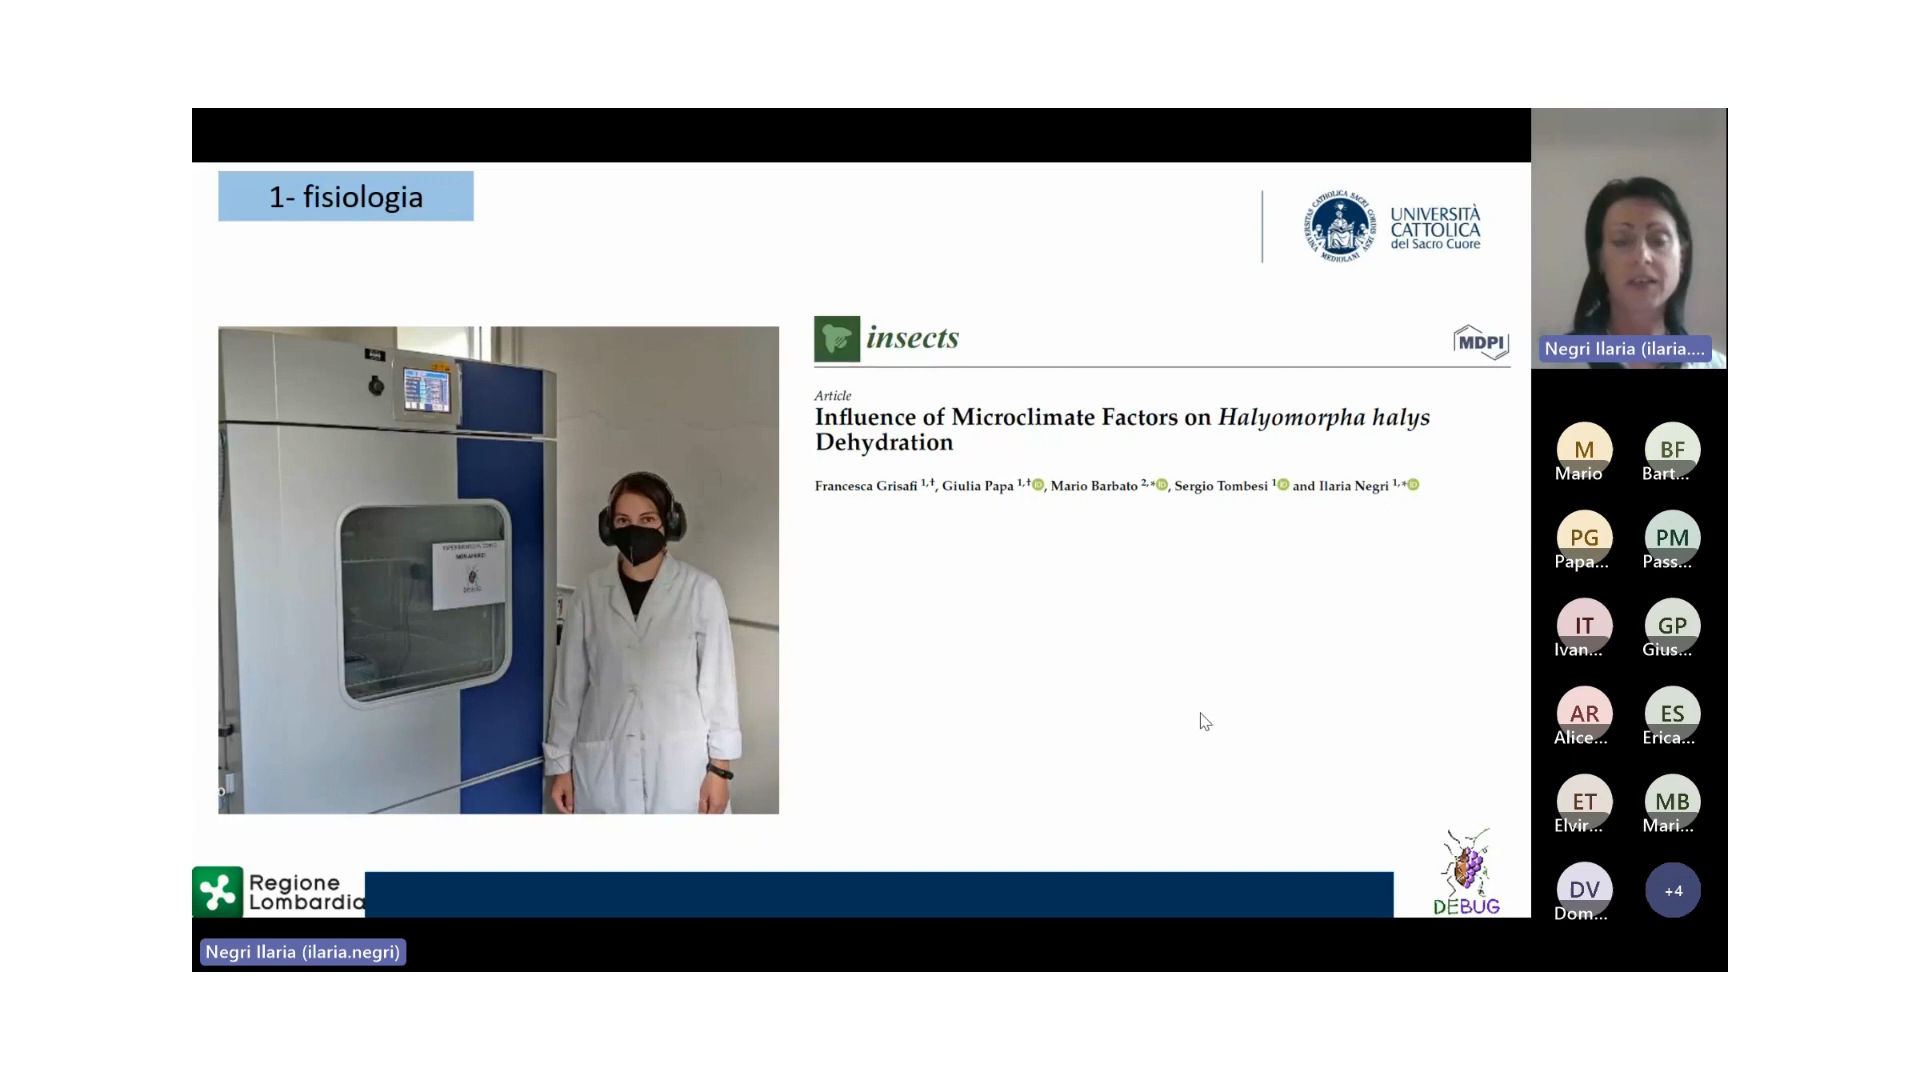 1- fisiologia
UNIVERSITÀ
CATTOLICA
del Sacro Cuore
insects
MDPI
Article
Influence of Microclimate Factors on Halyomorpha halys
Dehydration
Francesca Grisafi 1,†, Giulia Papa 1,†, Mario Barbato 2,*, Sergio Tombesi 1 and Ilaria Negri 1,*
NON APRIRE!
DEBUG
Regione
Lombardia
DEBUG
Negri Ilaria (ilaria.negri)
Negri Ilaria (ilaria....
M
Mario
BF
Bart...
PG
Papa...
PM
Pass...
IT
Ivan...
GP
Gius...
AR
Alice...
ES
Erica...
ET
Elvir...
MB
Mari...
DV
Dom...
+4